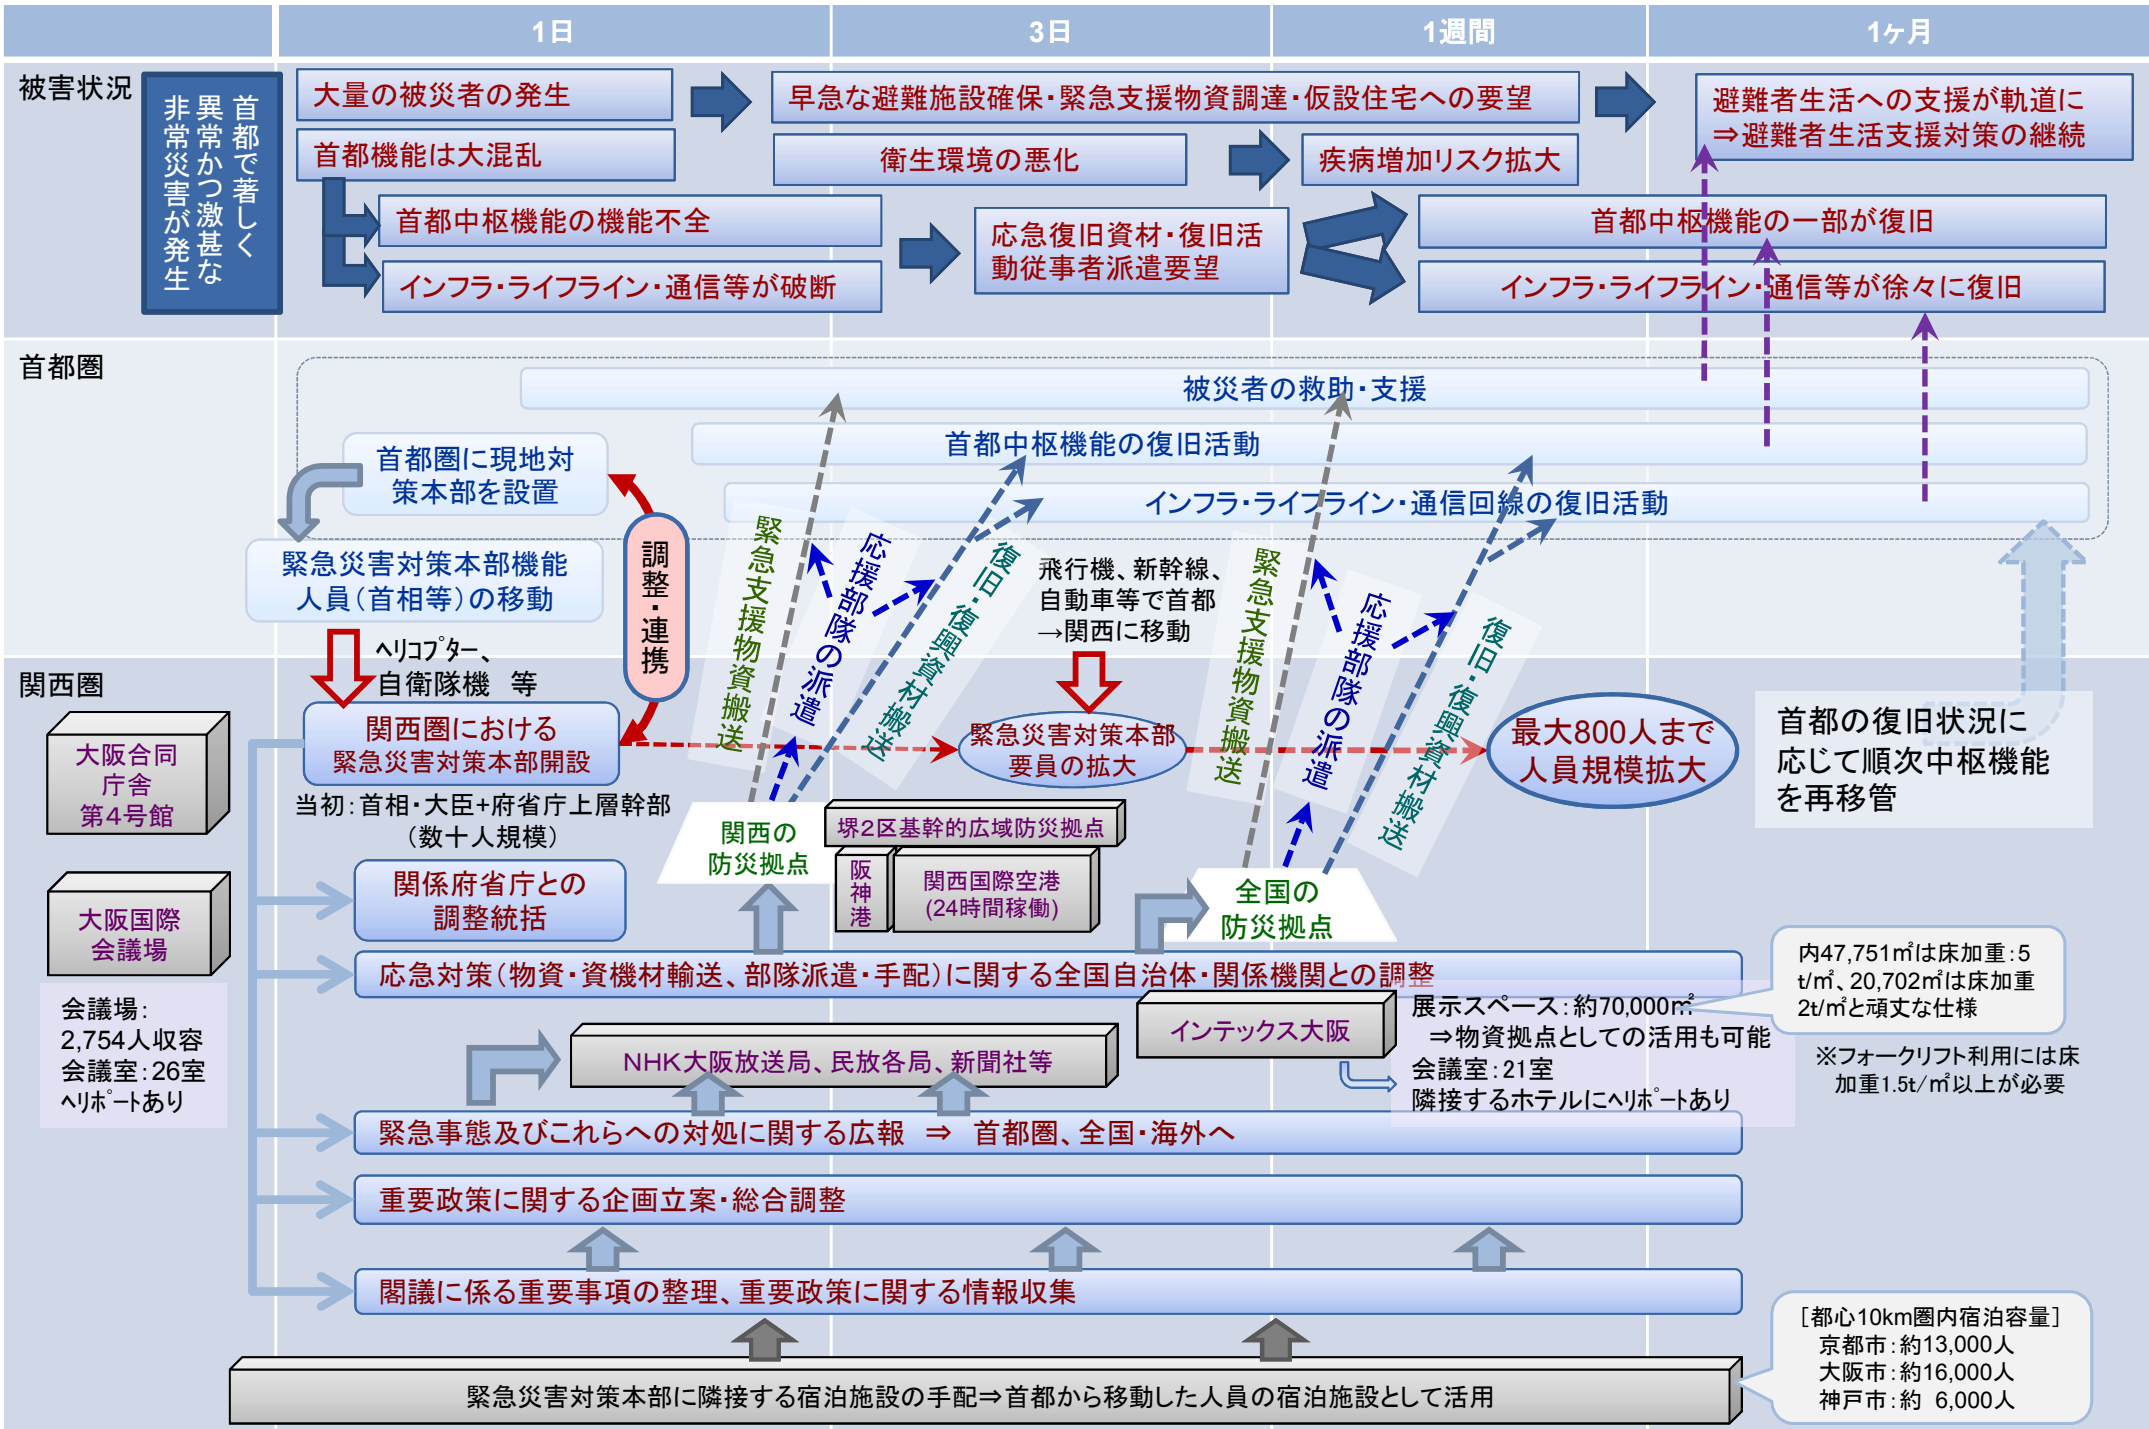 1日
3日
1週間
1ヶ月
被害状況
首都で著しく
異常かつ激甚な
非常災害が発生
大量の被災者の発生
早急な避難施設確保・緊急支援物資調達・仮設住宅への要望
避難者生活への支援が軌道に
⇒避難者生活支援対策の継続
首都機能は大混乱
衛生環境の悪化
疾病増加リスク拡大
首都中枢機能の機能不全
応急復旧資材・復旧活
動従事者派遣要望
首都中枢機能の一部が復旧
インフラ・ライフライン・通信等が破断
インフラ・ライフライン・通信等が徐々に復旧
首都圏
被災者の救助・支援
首都中枢機能の復旧活動
インフラ・ライフライン・通信回線の復旧活動
首都圏に現地対
策本部を設置
緊急災害対策本部機能
人員（首相等）の移動
調整・連携
緊急支援物資搬送
応援部隊の派遣
復旧・復興資材搬送
飛行機、新幹線、
自動車等で首都
→関西に移動
緊急支援物資搬送
応援部隊の派遣
復旧・復興資材搬送
ﾍﾘｺﾌﾟﾀｰ、
自衛隊機 等
関西圏
大阪合同
庁舎
第4号館
関西圏における
緊急災害対策本部開設
緊急災害対策本部
要員の拡大
最大800人まで
人員規模拡大
首都の復旧状況に
応じて順次中枢機能
を再移管
当初：首相・大臣+府省庁上層幹部
（数十人規模）
関西の
防災拠点
堺２区基幹的広域防災拠点
阪神港
関西国際空港
(24時間稼働)
全国の
防災拠点
大阪国際
会議場
会議場：
2,754人収容
会議室：26室
ﾍﾘﾎﾟｰﾄあり
関係府省庁との
調整統括
応急対策（物資・資機材輸送、部隊派遣・手配）に関する全国自治体・関係機関との調整
内47,751㎡は床加重：5
t/㎡、20,702㎡は床加重
2t/㎡と頑丈な仕様
インテックス大阪
展示スペース：約70,000㎡
⇒物資拠点としての活用も可能
会議室：21室
隣接するホテルにﾍﾘﾎﾟｰﾄあり
※フォークリフト利用には床
加重1.5t/㎡以上が必要
NHK大阪放送局、民放各局、新聞社等
緊急事態及びこれらへの対処に関する広報 ⇒ 首都圏、全国・海外へ
重要政策に関する企画立案・総合調整
閣議に係る重要事項の整理、重要政策に関する情報収集
［都心10km圏内宿泊容量］
京都市：約13,000人
大阪市：約16,000人
神戸市：約 6,000人
緊急災害対策本部に隣接する宿泊施設の手配⇒首都から移動した人員の宿泊施設として活用